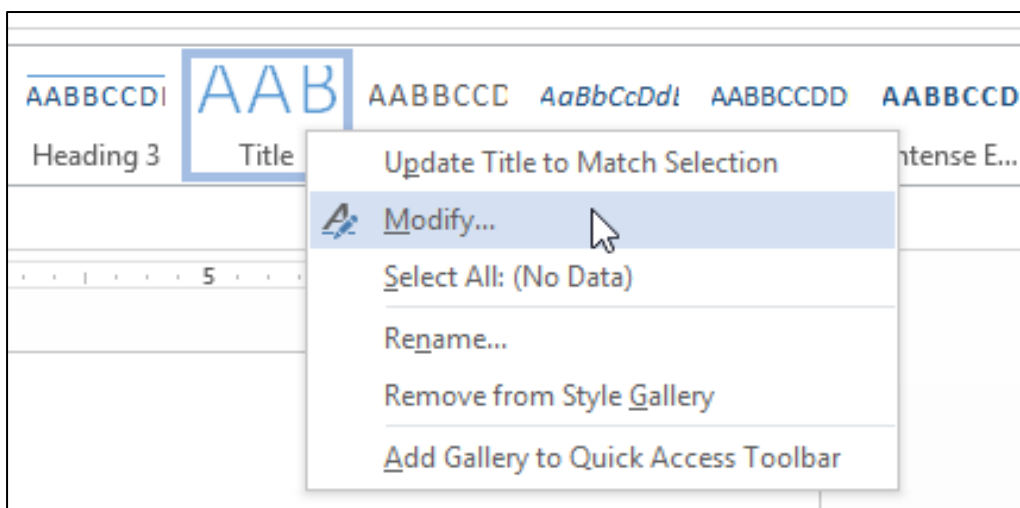 AABBCCDI AAB AABBCCD AaBbCcDdl AABBCCDD AABBCCD
Heading 3 Title ntense E...
Update Title to Match Selection
Modify...
5
Select All: (No Data)
Rename...
Remove from Style Gallery
Add Gallery to Quick Access Toolbar